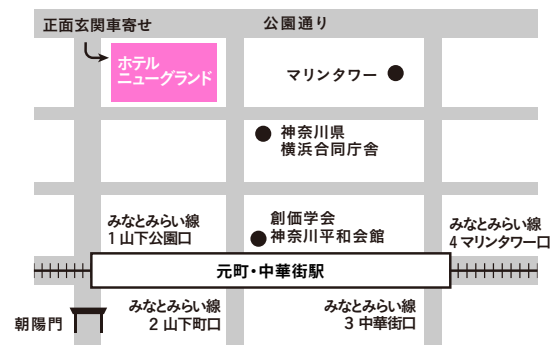 正面玄関車寄せ
公園通り
ホテル
ニューグランド
マリンタワー
神奈川県
横浜合同庁舎
みなとみらい線
1 山下公園口
創価学会
神奈川平和会館
みなとみらい線
4 マリンタワー口
元町・中華街駅
朝陽門
みなとみらい線
2 山下町口
みなとみらい線
3 中華街口